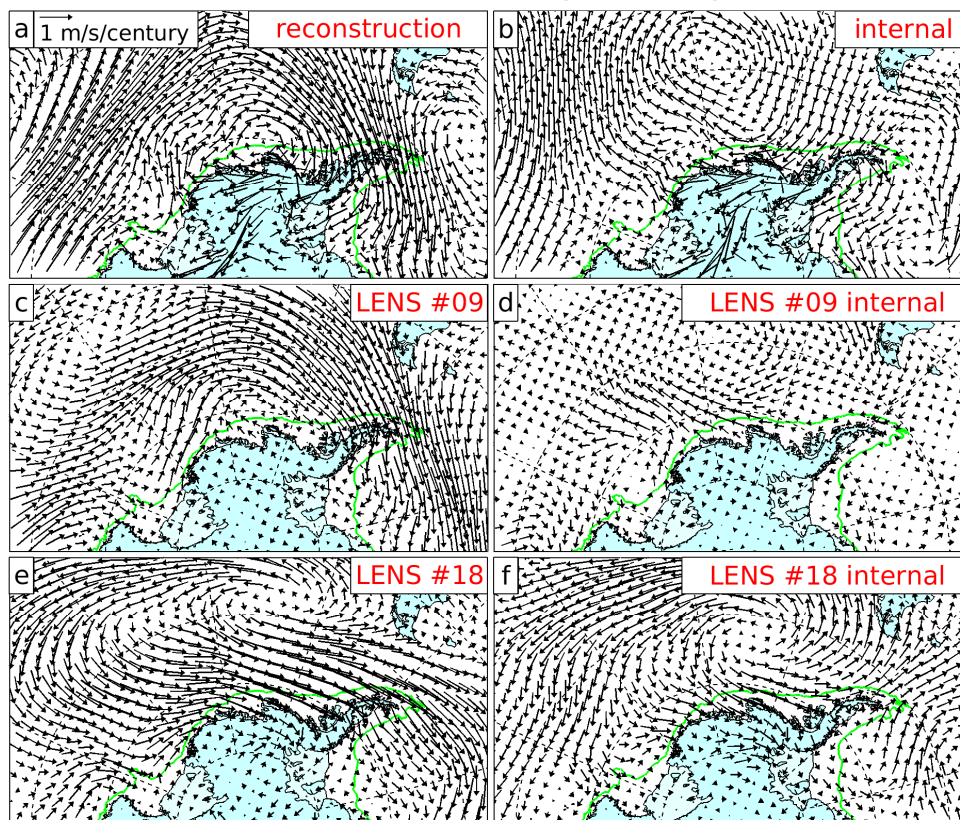 a 1 m/s/century reconstruction
b internal
c LENS #09
d LENS #09 internal
e LENS #18
f LENS #18 internal